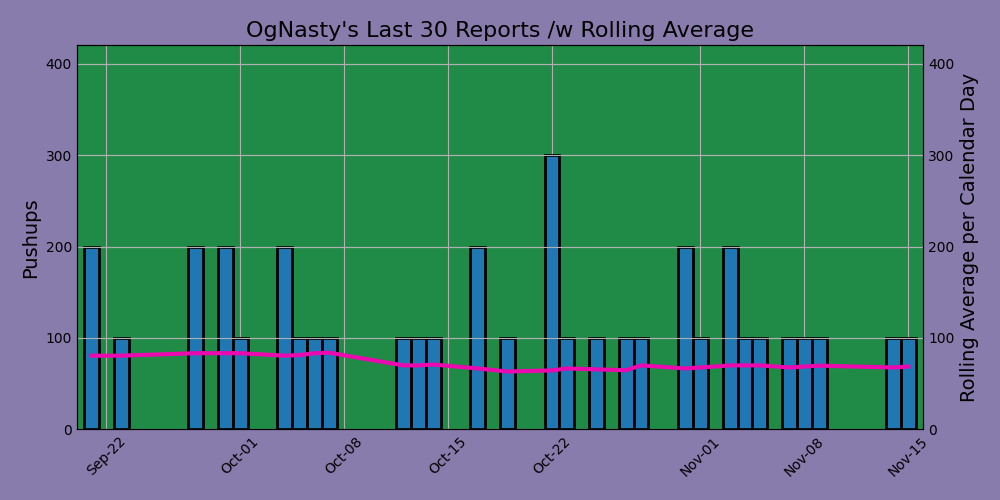 OgNasty's Last 30 Reports /w Rolling Average
400
300
200
100
0
Pushups
400
300
200
100
0
Rolling Average per Calendar Day
Sep-22
Oct-01
Oct-08
Oct-15
Oct-22
Nov-01
Nov-08
Nov-15